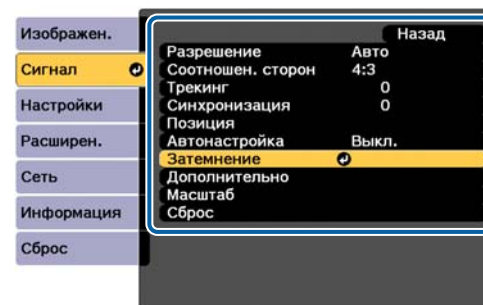 Изображен.
Сигнал
Настройки
Расширен.
Сеть
Информация
Сброс
Назад
Разрешение Авто
Соотношен. сторон 4:3
Трекинг 0
Синхронизация 0
Позиция
Автонастройка Выкл.
Затемнение
Дополнительно
Масштаб
Сброс